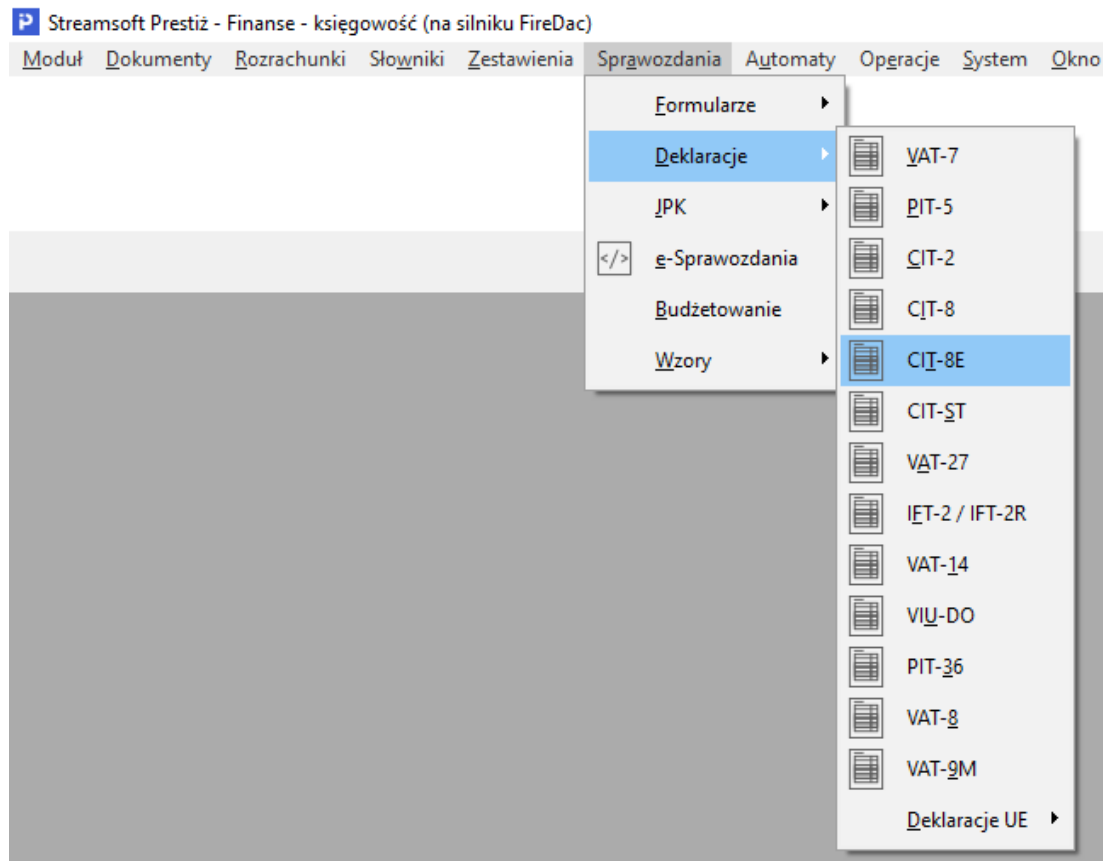 Streamsoft Prestiż - Finanse - księgowość (na silniku FireDac)
Moduł Dokumenty Rozrachunki Słowniki Zestawienia Sprawozdania Automaty Operacje System Okno
Formularze
Deklaracje
JPK
e-Sprawozdania
Budżetowanie
Wzory
VAT-7
PIT-5
CIT-2
CIT-8
CIT-8E
CIT-ST
VAT-27
IFT-2 / IFT-2R
VAT-14
VIU-DO
PIT-36
VAT-8
VAT-9M
Deklaracje UE